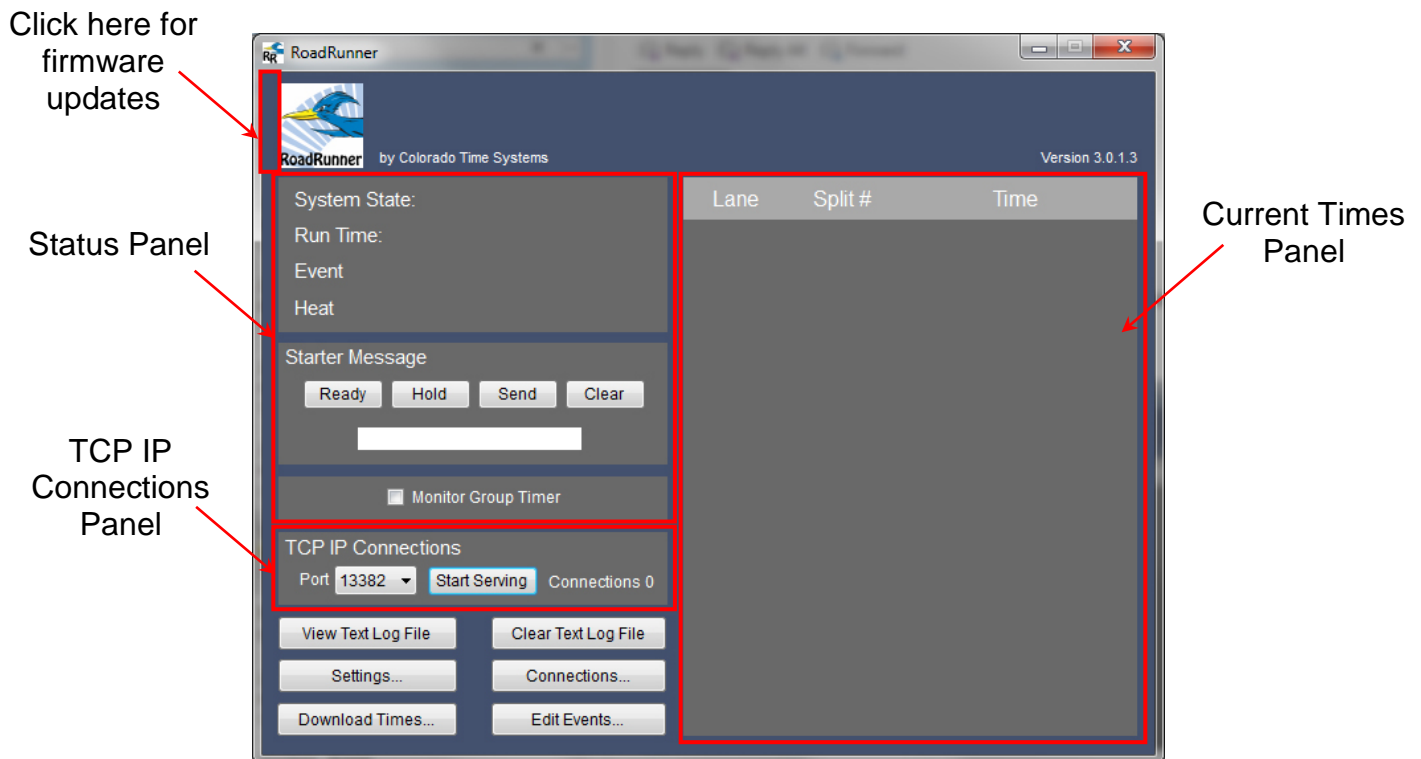 Click here for
firmware
updates
RR RoadRunner
RoadRunner
by Colorado Time Systems
Version 3.0.1.3
Status Panel
System State:
Run Time:
Event
Heat
Starter Message
Ready Hold Send Clear
Monitor Group Timer
TCP IP
Connections
Panel
TCP IP Connections
Port 13382 Start Serving Connections 0
View Text Log File Clear Text Log File
Settings... Connections...
Download Times... Edit Events...
Lane Split # Time
Current Times
Panel